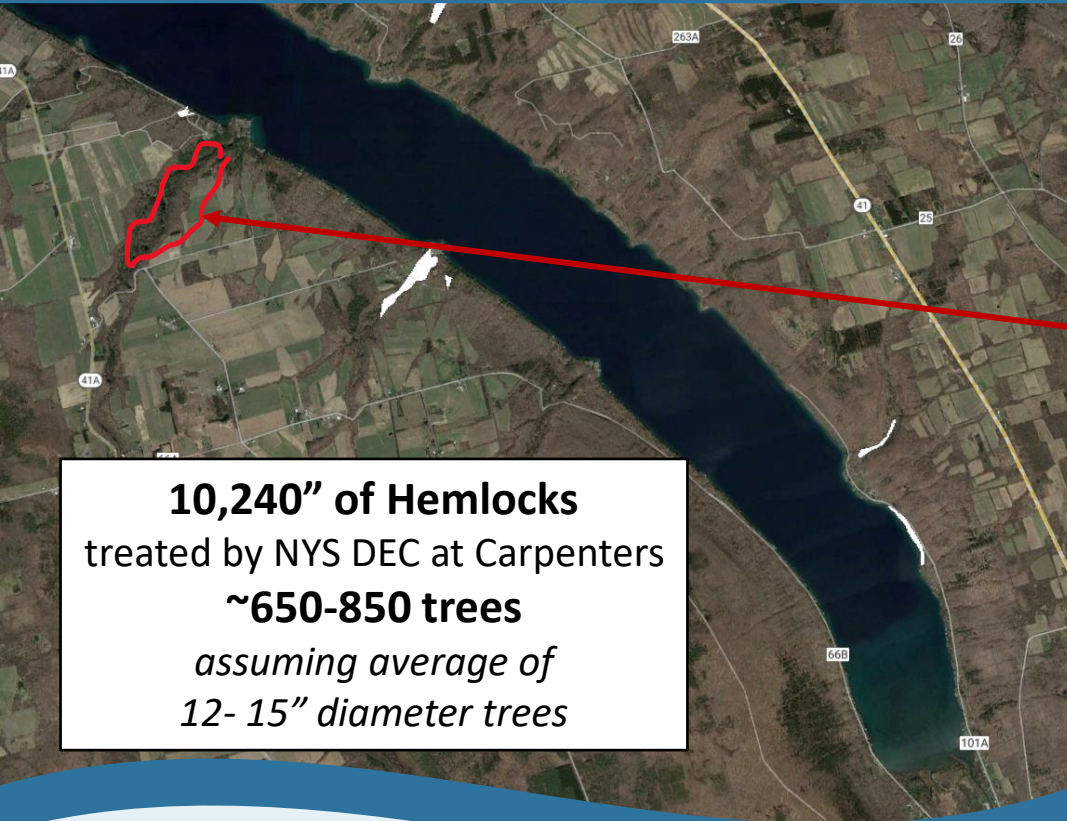 263A
26
41A
41
25
41A
10,240” of Hemlocks
treated by NYS DEC at Carpenters
~650-850 trees
assuming average of
12- 15” diameter trees
66B
101A